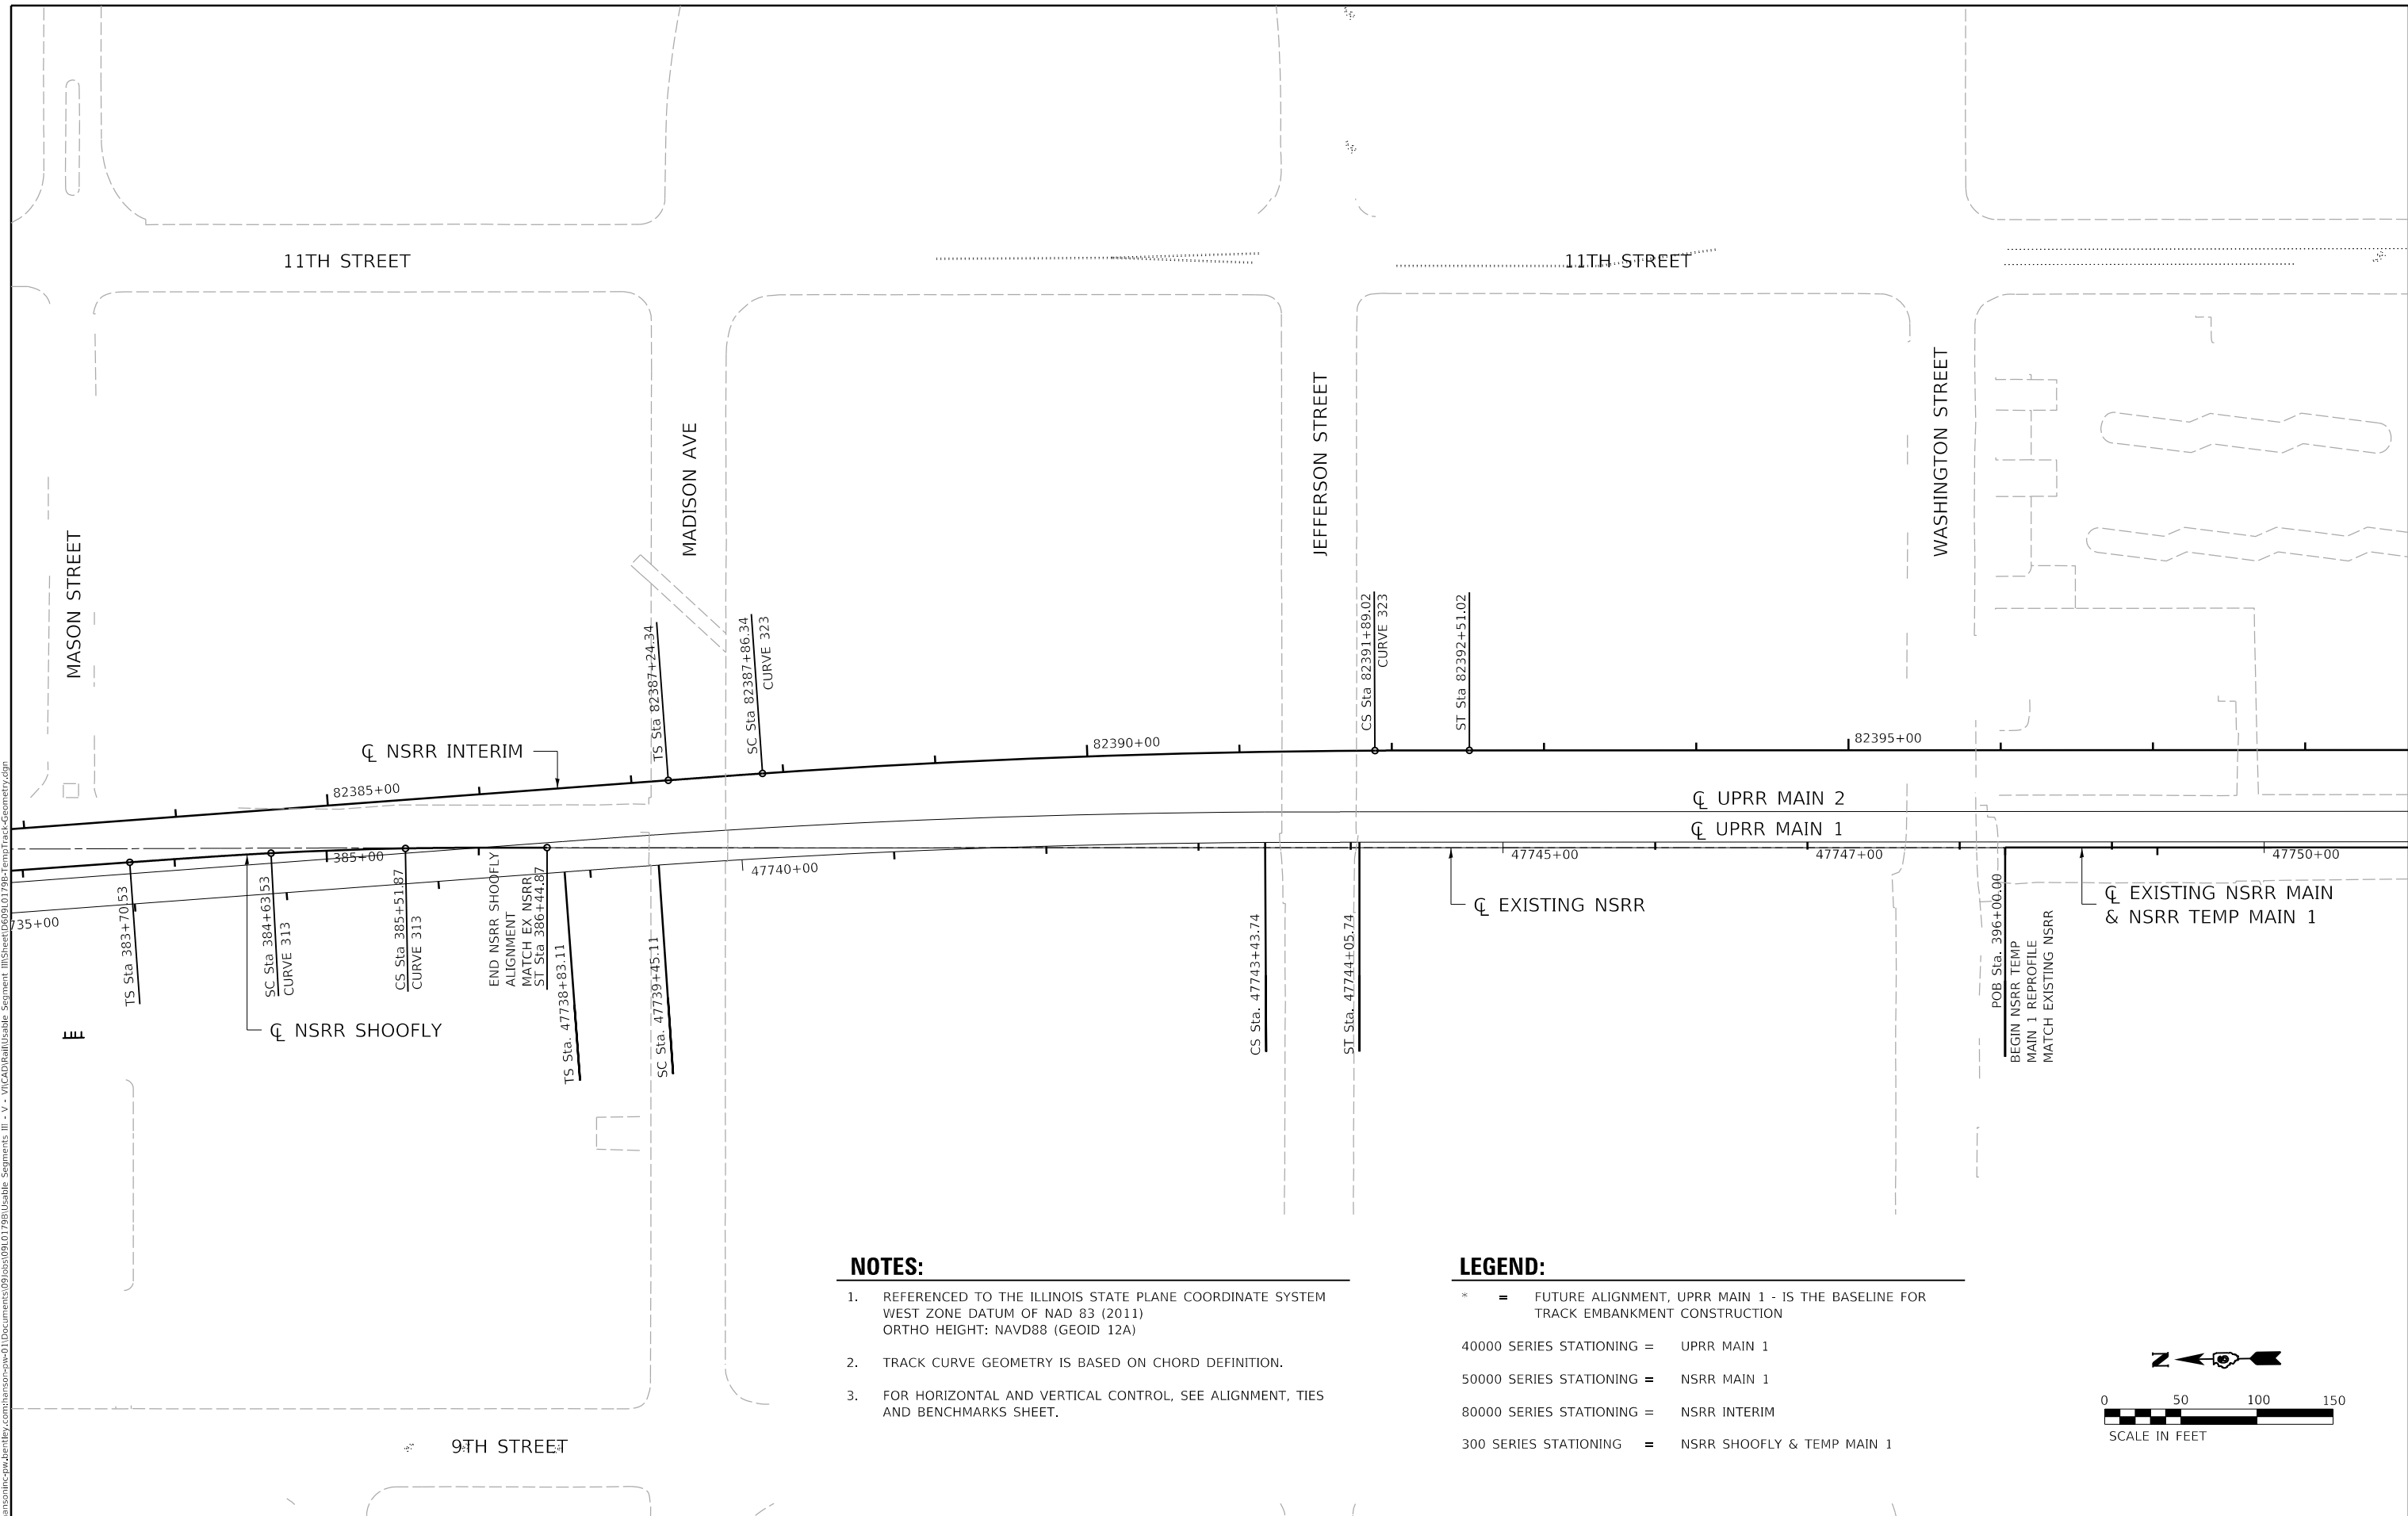 11TH STREET
11TH STREET
MASON STREET
MADISON AVE
JEFFERSON STREET
WASHINGTON STREET
TS Sta 82387+24.34
SC Sta 82387+86.34
CURVE 323
CS Sta 82391+89.02
CURVE 323
ST Sta 82392+51.02
℄ NSRR INTERIM
82385+00
82390+00
82395+00
℄ UPRR MAIN 2
℄ UPRR MAIN 1
385+00
735+00
47740+00
47745+00
47747+00
47750+00
TS Sta 383+70.53
SC Sta 384+63.53
CURVE 313
CS Sta 385+51.87
CURVE 313
END NSRR SHOOFLY
ALIGNMENT
MATCH EX NSRR
ST Sta 386+44.87
TS Sta. 47738+83.11
SC Sta. 47739+45.11
CS Sta. 47743+43.74
ST Sta. 47744+05.74
℄ NSRR SHOOFLY
℄ EXISTING NSRR
POB Sta. 396+00.00
BEGIN NSRR TEMP
MAIN 1 REPROFILE
MATCH EXISTING NSRR
℄ EXISTING NSRR MAIN
& NSRR TEMP MAIN 1
9TH STREET
NOTES:
1. REFERENCED TO THE ILLINOIS STATE PLANE COORDINATE SYSTEM
WEST ZONE DATUM OF NAD 83 (2011)
ORTHO HEIGHT: NAVD88 (GEOID 12A)
2. TRACK CURVE GEOMETRY IS BASED ON CHORD DEFINITION.
3. FOR HORIZONTAL AND VERTICAL CONTROL, SEE ALIGNMENT, TIES
AND BENCHMARKS SHEET.
LEGEND:
* = FUTURE ALIGNMENT, UPRR MAIN 1 - IS THE BASELINE FOR
TRACK EMBANKMENT CONSTRUCTION
40000 SERIES STATIONING = UPRR MAIN 1
50000 SERIES STATIONING = NSRR MAIN 1
80000 SERIES STATIONING = NSRR INTERIM
300 SERIES STATIONING = NSRR SHOOFLY & TEMP MAIN 1
N
0 50 100 150
SCALE IN FEET